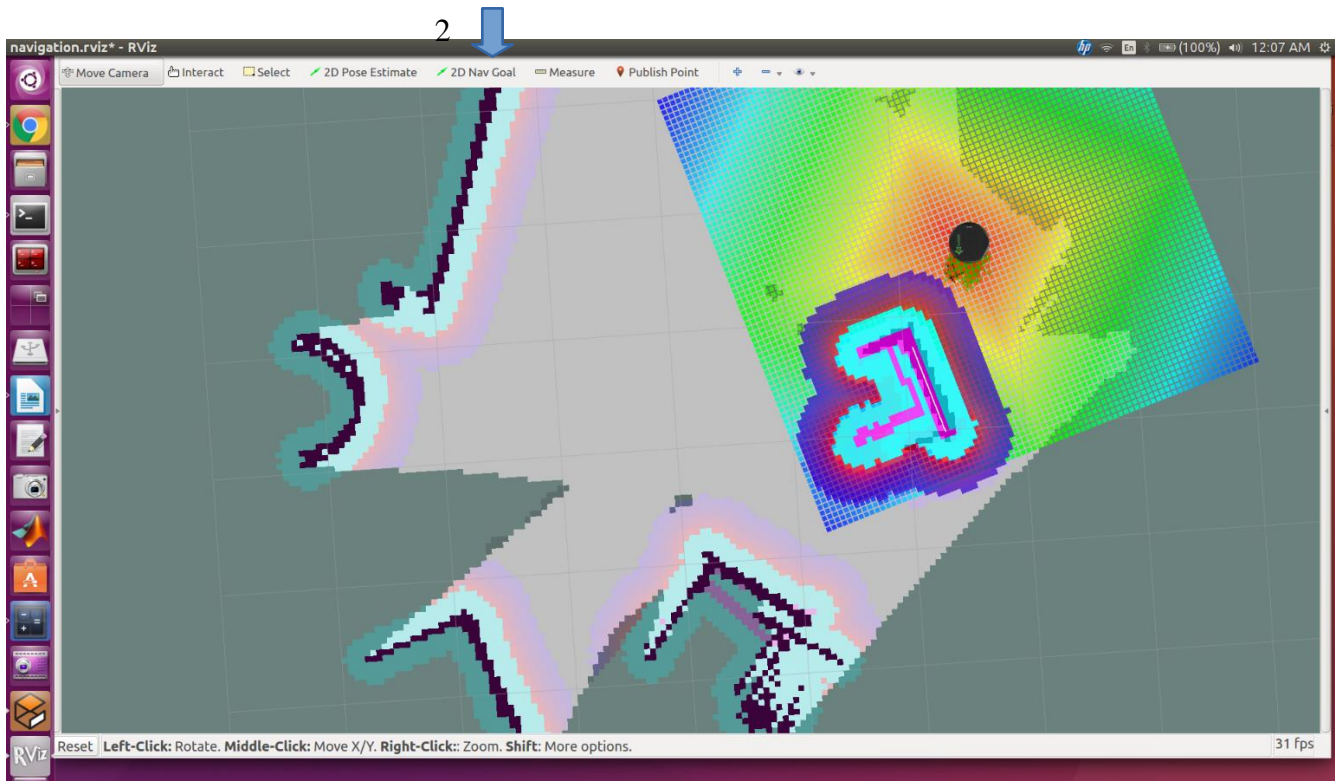 2
navigation.rviz* - RViz
hp En (100%) 12:07 AM
Move Camera Interact Select 2D Pose Estimate 2D Nav Goal Measure Publish Point
A
RViz
Reset Left-Click: Rotate. Middle-Click: Move X/Y. Right-Click:: Zoom. Shift: More options. 31 fps